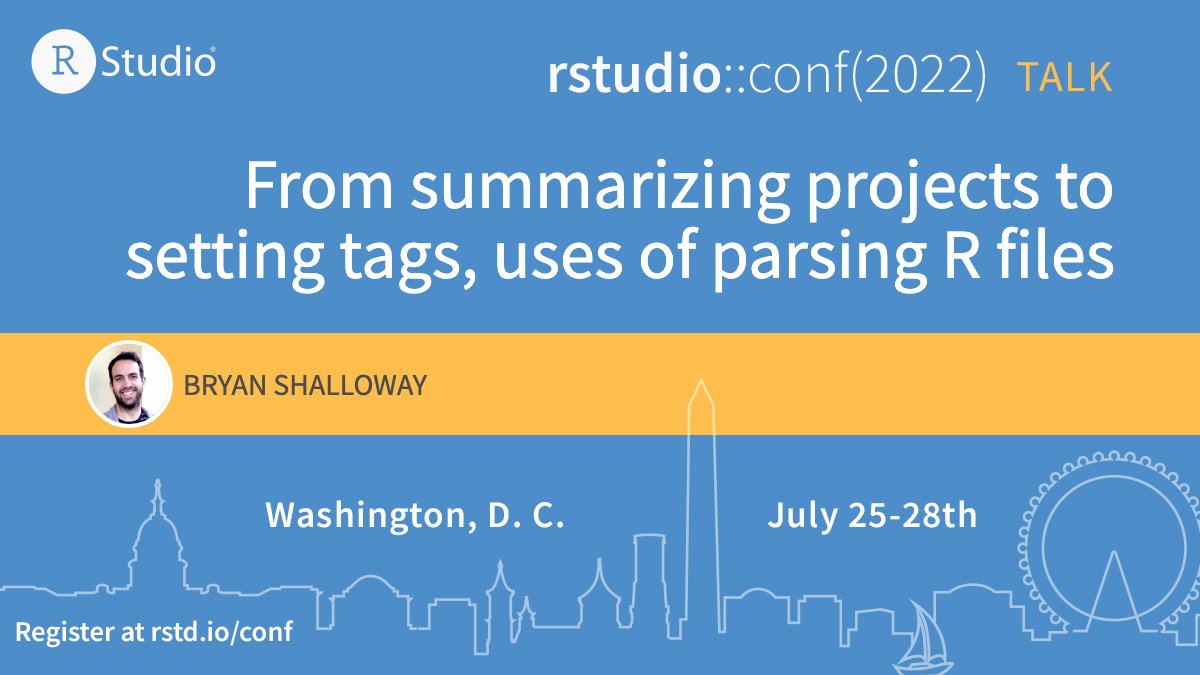 R Studio®
rstudio::conf(2022) TALK
From summarizing projects to
setting tags, uses of parsing R files
BRYAN SHALLOWAY
Washington, D. C.
July 25-28th
Register at rstd.io/conf